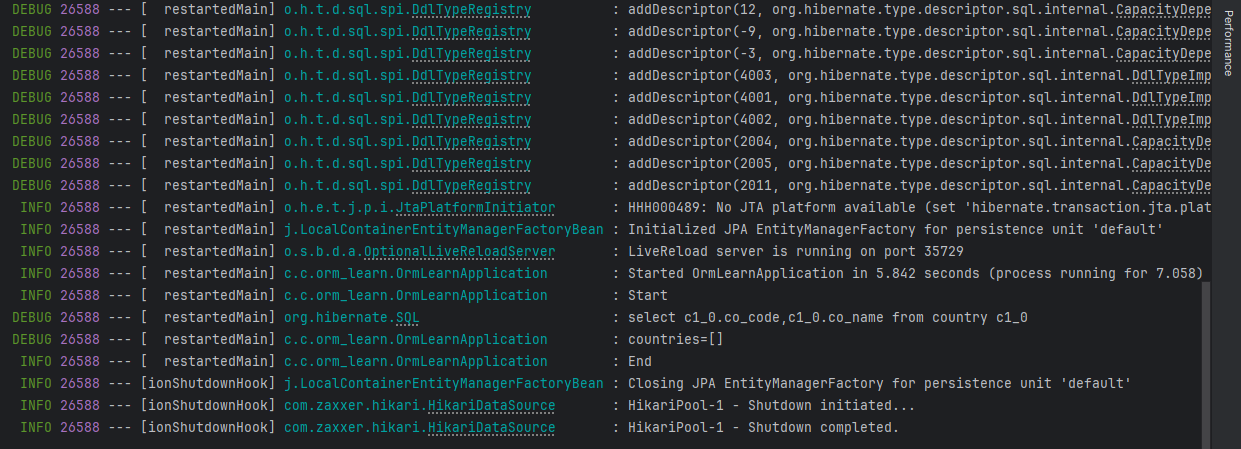 DEBUG 26588 --- [  restartedMain] o.h.t.d.sql.spi.DdlTypeRegistry          : addDescriptor(12, org.hibernate.type.descriptor.sql.internal.CapacityDepe
DEBUG 26588 --- [  restartedMain] o.h.t.d.sql.spi.DdlTypeRegistry          : addDescriptor(-9, org.hibernate.type.descriptor.sql.internal.CapacityDepe
DEBUG 26588 --- [  restartedMain] o.h.t.d.sql.spi.DdlTypeRegistry          : addDescriptor(-3, org.hibernate.type.descriptor.sql.internal.CapacityDepe
DEBUG 26588 --- [  restartedMain] o.h.t.d.sql.spi.DdlTypeRegistry          : addDescriptor(4003, org.hibernate.type.descriptor.sql.internal.DdlTypeImp
DEBUG 26588 --- [  restartedMain] o.h.t.d.sql.spi.DdlTypeRegistry          : addDescriptor(4001, org.hibernate.type.descriptor.sql.internal.DdlTypeImp
DEBUG 26588 --- [  restartedMain] o.h.t.d.sql.spi.DdlTypeRegistry          : addDescriptor(4002, org.hibernate.type.descriptor.sql.internal.DdlTypeImp
DEBUG 26588 --- [  restartedMain] o.h.t.d.sql.spi.DdlTypeRegistry          : addDescriptor(2004, org.hibernate.type.descriptor.sql.internal.CapacityDe
DEBUG 26588 --- [  restartedMain] o.h.t.d.sql.spi.DdlTypeRegistry          : addDescriptor(2005, org.hibernate.type.descriptor.sql.internal.CapacityDe
DEBUG 26588 --- [  restartedMain] o.h.t.d.sql.spi.DdlTypeRegistry          : addDescriptor(2011, org.hibernate.type.descriptor.sql.internal.CapacityDe
INFO 26588 --- [  restartedMain] o.h.e.t.j.p.i.JtaPlatformInitiator       : HHH000489: No JTA platform available (set 'hibernate.transaction.jta.plat
INFO 26588 --- [  restartedMain] j.LocalContainerEntityManagerFactoryBean : Initialized JPA EntityManagerFactory for persistence unit 'default'
INFO 26588 --- [  restartedMain] o.s.b.d.a.OptionalLiveReloadServer       : LiveReload server is running on port 35729
INFO 26588 --- [  restartedMain] c.c.orm_learn.OrmLearnApplication        : Started OrmLearnApplication in 5.842 seconds (process running for 7.058)
INFO 26588 --- [  restartedMain] c.c.orm_learn.OrmLearnApplication        : Start
DEBUG 26588 --- [  restartedMain] org.hibernate.SQL                        : select c1_0.co_code,c1_0.co_name from country c1_0
DEBUG 26588 --- [  restartedMain] c.c.orm_learn.OrmLearnApplication        : countries=[]
INFO 26588 --- [  restartedMain] c.c.orm_learn.OrmLearnApplication        : End
INFO 26588 --- [ionShutdownHook] j.LocalContainerEntityManagerFactoryBean : Closing JPA EntityManagerFactory for persistence unit 'default'
INFO 26588 --- [ionShutdownHook] com.zaxxer.hikari.HikariDataSource       : HikariPool-1 - Shutdown initiated...
INFO 26588 --- [ionShutdownHook] com.zaxxer.hikari.HikariDataSource       : HikariPool-1 - Shutdown completed.
Performance